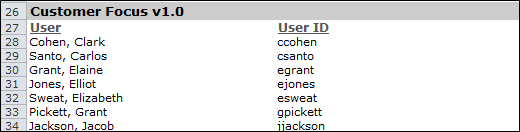 26 Customer Focus v1.0
27 User User ID
28 Cohen, Clark ccohen
29 Santo, Carlos csanto
30 Grant, Elaine egrant
31 Jones, Elliot ejones
32 Sweat, Elizabeth esweat
33 Pickett, Grant gpickett
34 Jackson, Jacob jjackson